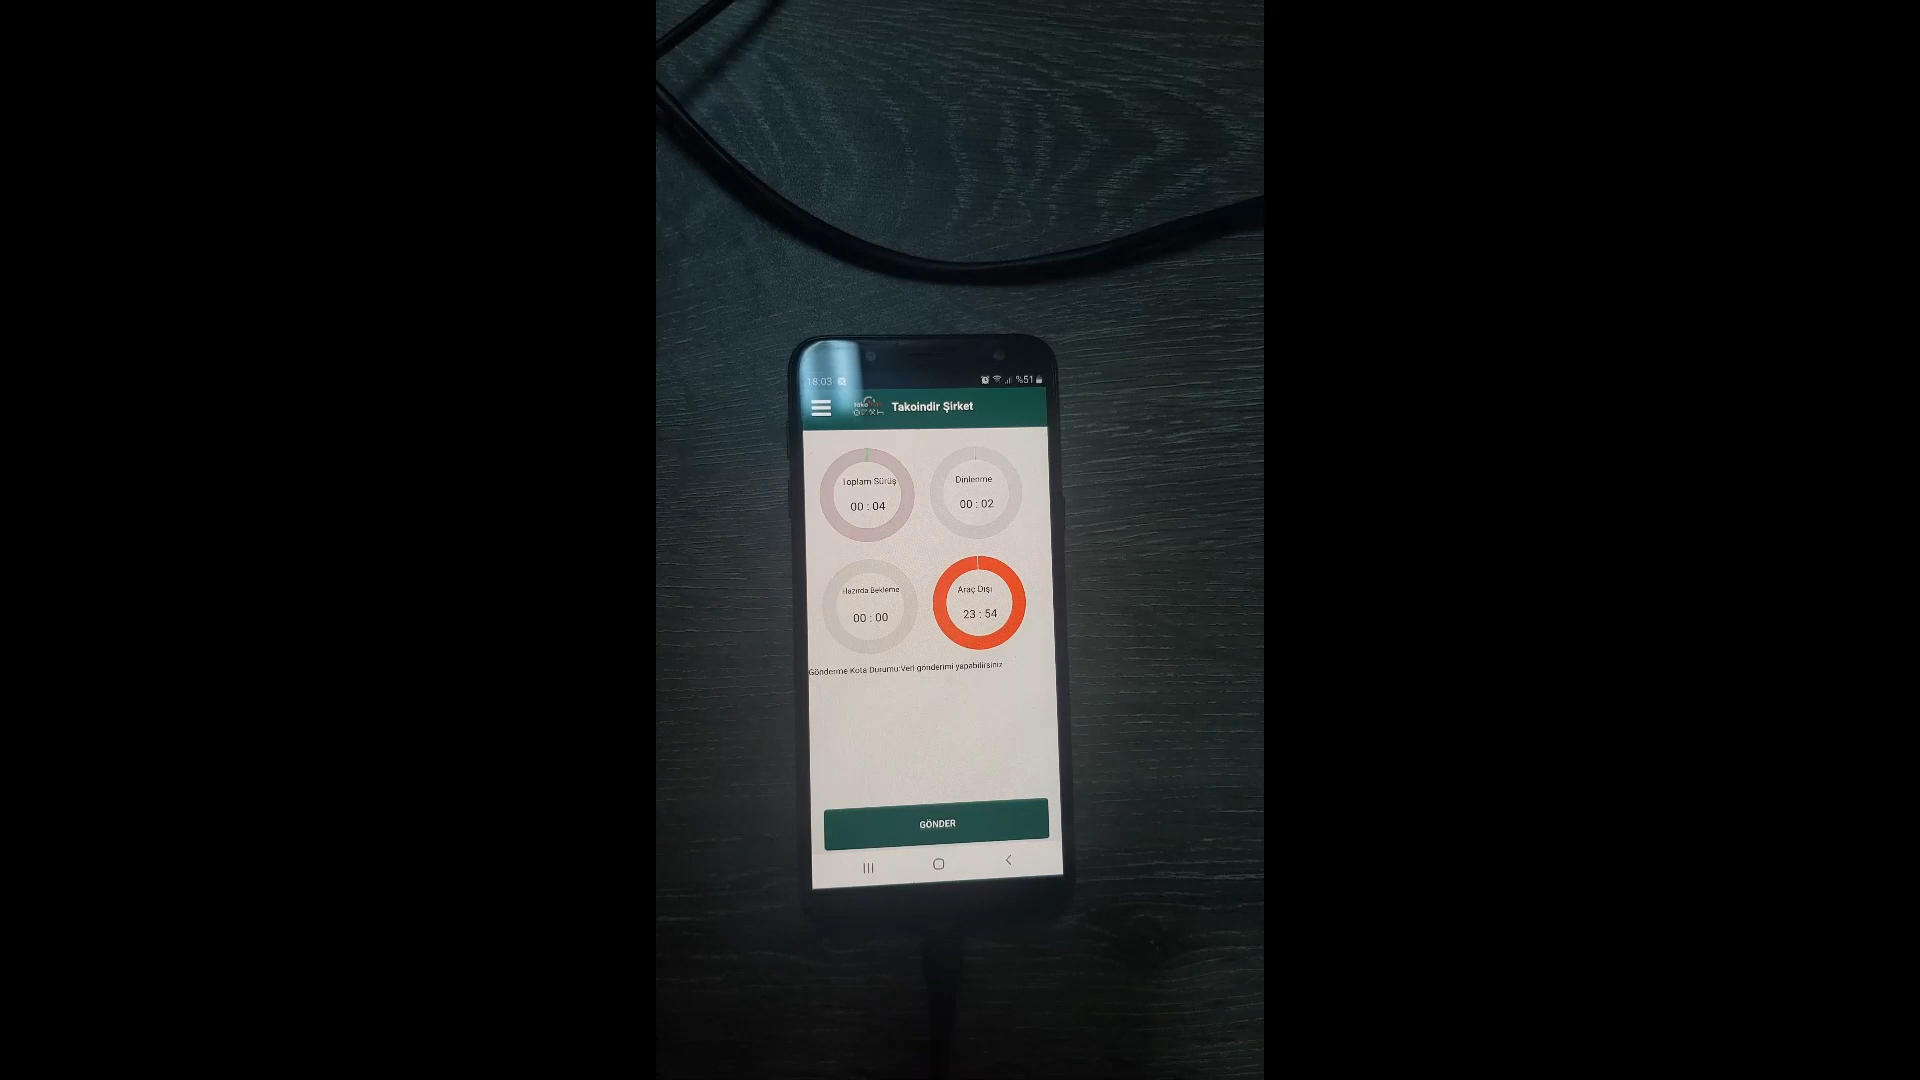 18:03
%51
Takoindir Şirket
Toplam Sürüş
00 : 04
Dinlenme
00 : 02
Hazırda Bekleme
00 : 00
Araç Dışı
23 : 54
Gönderme Kota Durumu:Veri gönderimi yapabilirsiniz
GÖNDER